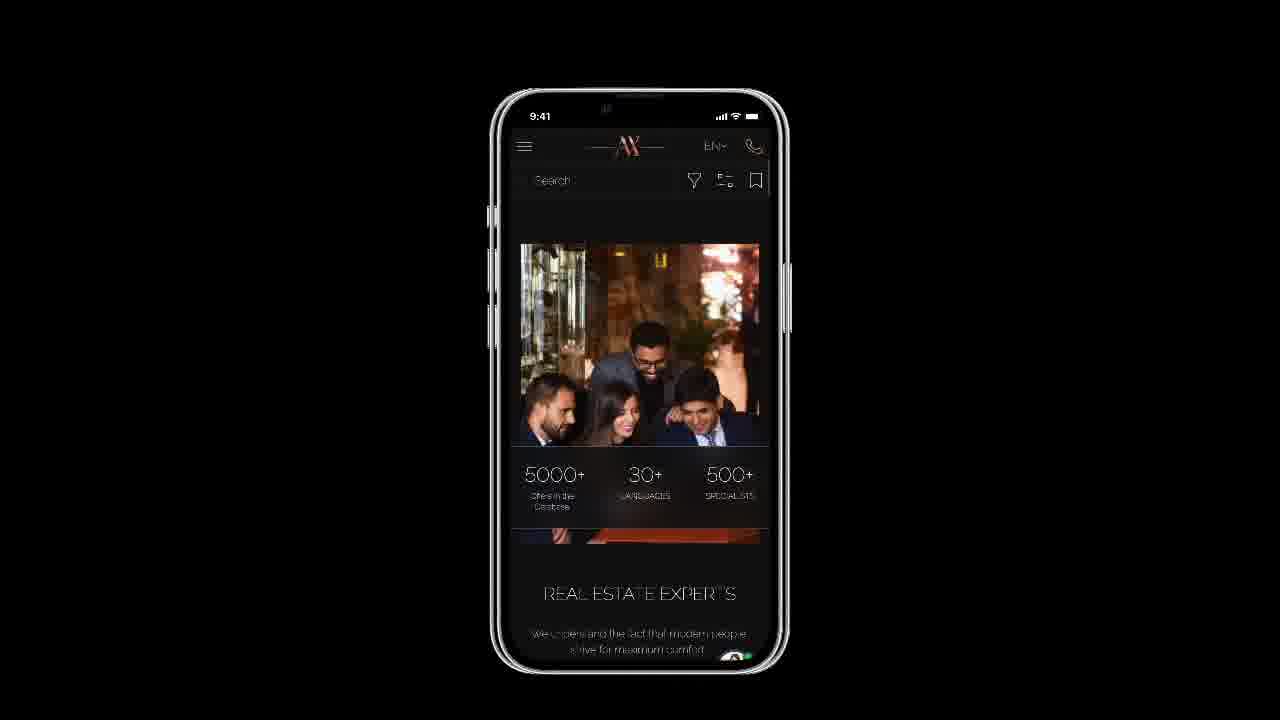 9:41
AX
EN
Search
5000+
Offers in the
Database
30+
LANGUAGES
500+
SPECIALISTS
REAL ESTATE EXPERTS
We understand the fact that modern people
strive for maximum comfort